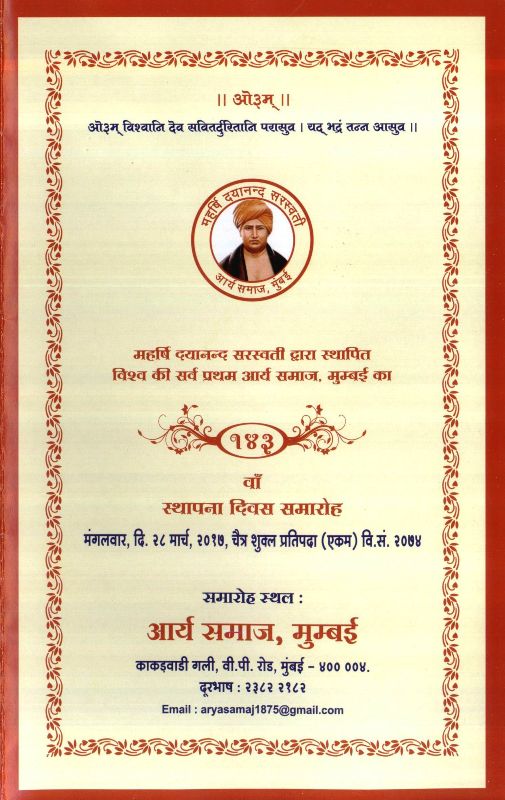 ।। ओ३म् ।।
ओ३म् विश्वानि देव सवितर्दुरितानि परासुव । यद् भद्रं तन्न आसुव ।।
महर्षि दयानन्द सरस्वती
आर्य समाज, मुंबई
महर्षि दयानन्द सरस्वती द्वारा स्थापित
विश्व की सर्व प्रथम आर्य समाज, मुम्बई का
१४३
वाँ
स्थापना दिवस समारोह
मंगलवार, दि. २८ मार्च, २०१७, चैत्र शुक्ल प्रतिपदा (एकम) वि.सं. २०७४
समारोह स्थल :
आर्य समाज, मुम्बई
काकडवाडी गली, वी.पी. रोड, मुंबई - ४०० ००४.
दूरभाष : २३८२ २१८२
Email : aryasamaj1875@gmail.com